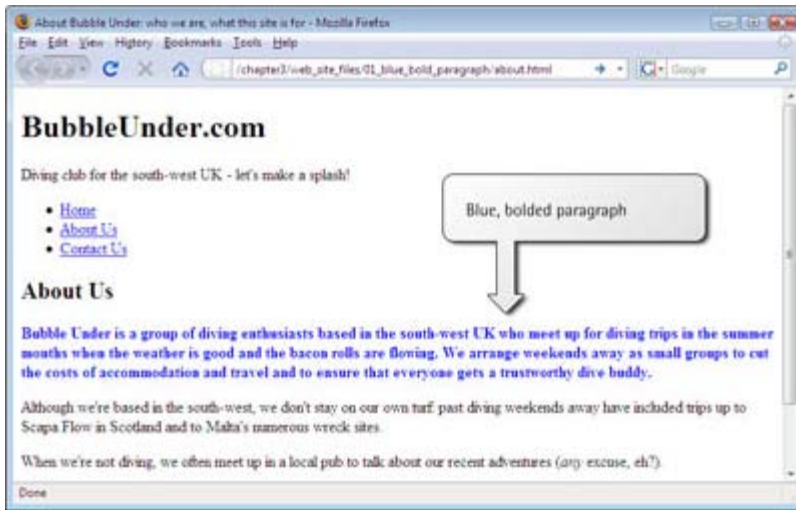 About Bubble Under: who we are, what this site is for - Mozilla Firefox
File Edit View History Bookmarks Tools Help
/chapter3/web_site_files/01_blue_bold_paragraph/about.html
Google
BubbleUnder.com
Diving club for the south-west UK - let's make a splash!
Home
About Us
Contact Us
Blue, bolded paragraph
About Us
Bubble Under is a group of diving enthusiasts based in the south-west UK who meet up for diving trips in the summer
months when the weather is good and the bacon rolls are flowing. We arrange weekends away as small groups to cut
the costs of accommodation and travel and to ensure that everyone gets a trustworthy dive buddy.
Although we're based in the south-west, we don't stay on our own turf: past diving weekends away have included trips up to
Scapa Flow in Scotland and to Malta's numerous wreck sites.
When we're not diving, we often meet up in a local pub to talk about our recent adventures (any excuse, eh?).
Done